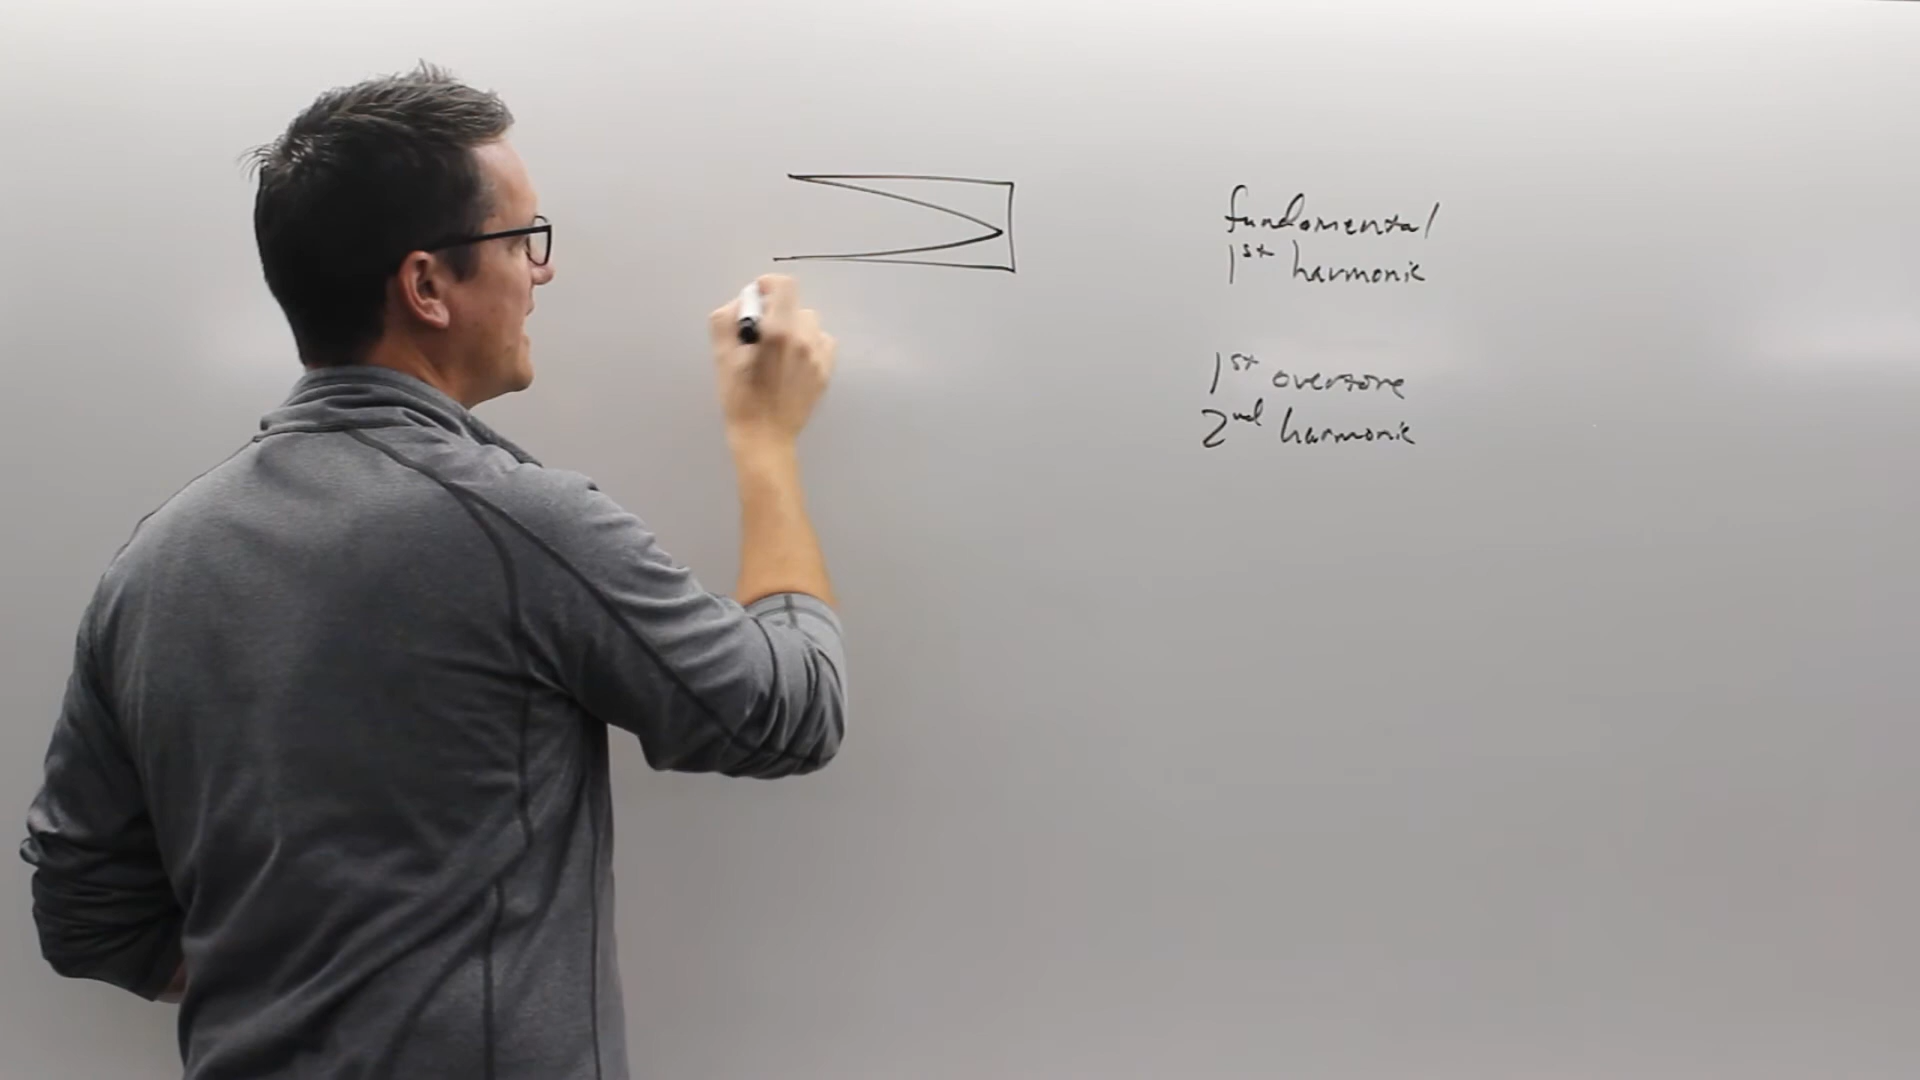 fundamental
1st harmonic
1st overtone
2nd harmonic